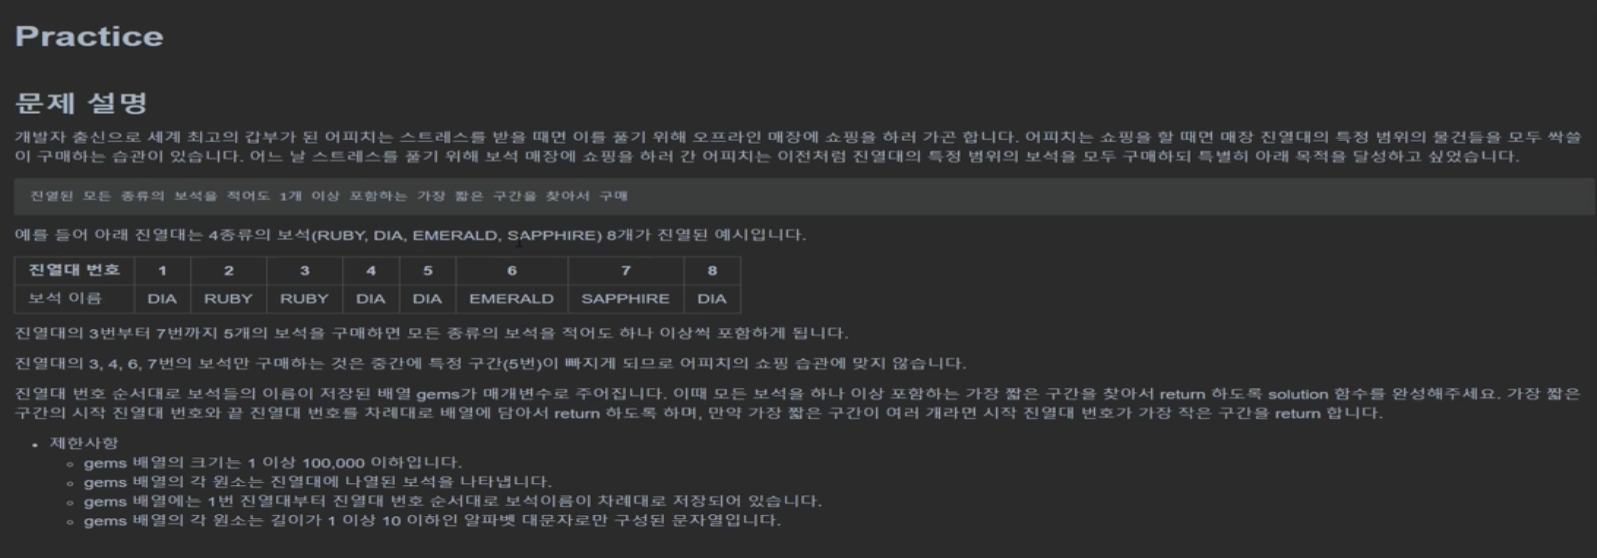 Practice
문제 설명
개발자 출신으로 세계 최고의 갑부가 된 어피치는 스트레스를 받을 때면 이를 풀기 위해 오프라인 매장에 쇼핑을 하러 가곤 합니다. 어피치는 쇼핑을 할 때면 매장 진열대의 특정 범위의 물건들을 모두 싹쓸
이 구매하는 습관이 있습니다. 어느 날 스트레스를 풀기 위해 보석 매장에 쇼핑을 하러 간 어피치는 이전처럼 진열대의 특정 범위의 보석을 모두 구매하되 특별히 아래 목적을 달성하고 싶었습니다.
진열된 모든 종류의 보석을 적어도 1개 이상 포함하는 가장 짧은 구간을 찾아서 구매
예를 들어 아래 진열대는 4종류의 보석(RUBY, DIA, EMERALD, SAPPHIRE) 8개가 진열된 예시입니다.
진열대 번호 1 2 3 4 5 6 7 8
보석 이름 DIA RUBY RUBY DIA DIA EMERALD SAPPHIRE DIA
진열대의 3번부터 7번까지 5개의 보석을 구매하면 모든 종류의 보석을 적어도 하나 이상씩 포함하게 됩니다.
진열대의 3, 4, 6, 7번의 보석만 구매하는 것은 중간에 특정 구간(5번)이 빠지게 되므로 어피치의 쇼핑 습관에 맞지 않습니다.
진열대 번호 순서대로 보석들의 이름이 저장된 배열 gems가 매개변수로 주어집니다. 이때 모든 보석을 하나 이상 포함하는 가장 짧은 구간을 찾아서 return 하도록 solution 함수를 완성해주세요. 가장 짧은
구간의 시작 진열대 번호와 끝 진열대 번호를 차례대로 배열에 담아서 return 하도록 하며, 만약 가장 짧은 구간이 여러 개라면 시작 진열대 번호가 가장 작은 구간을 return 합니다.
• 제한사항
◦ gems 배열의 크기는 1 이상 100,000 이하입니다.
◦ gems 배열의 각 원소는 진열대에 나열된 보석을 나타냅니다.
◦ gems 배열에는 1번 진열대부터 진열대 번호 순서대로 보석이름이 차례대로 저장되어 있습니다.
◦ gems 배열의 각 원소는 길이가 1 이상 10 이하인 알파벳 대문자로만 구성된 문자열입니다.